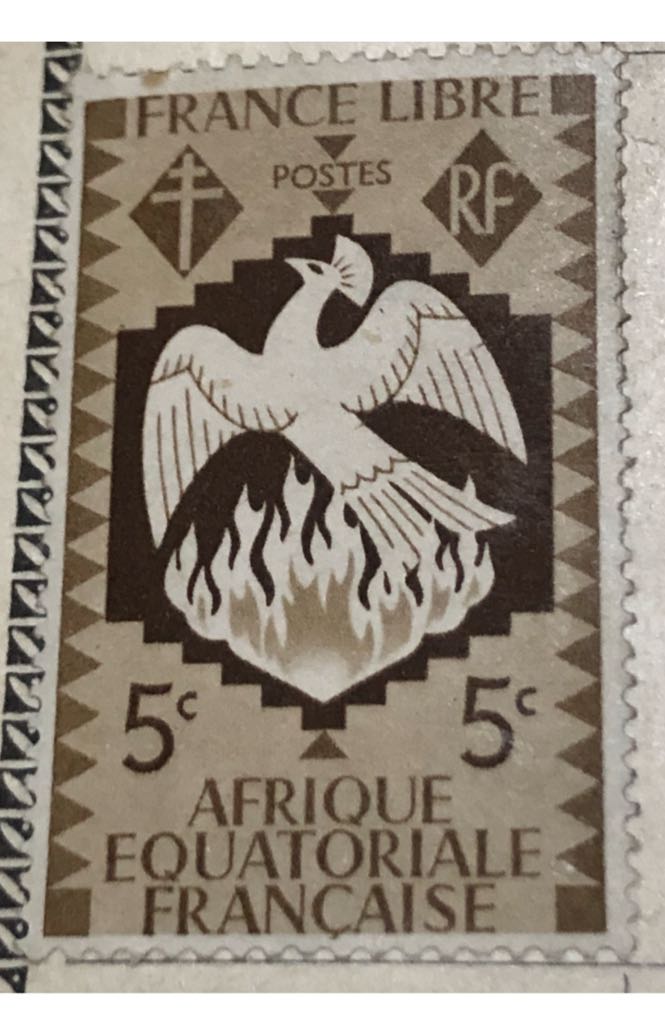 FRANCE LIBRE
POSTES
RF
5c 5c
AFRIQUE
EQUATORIALE
FRANÇAISE